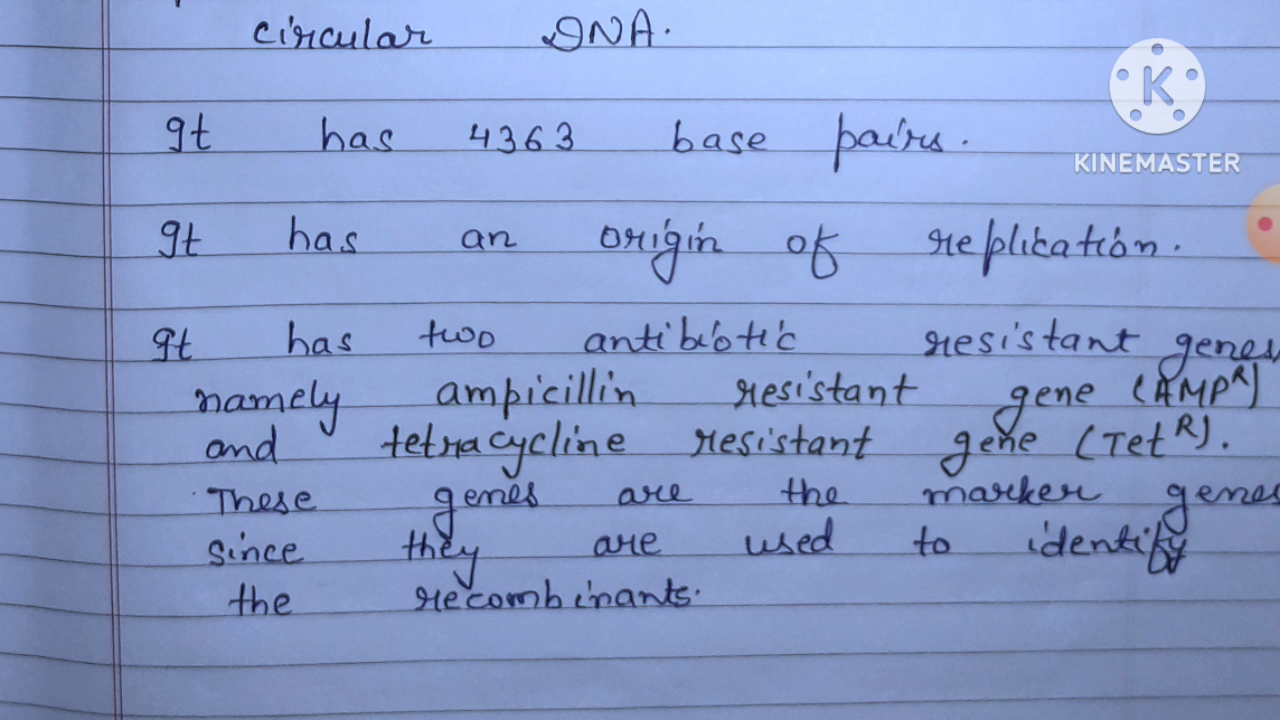 circular DNA.
It has 4363 base pairs.
It has an origin of replication.
It has two antibiotic resistant genes,
namely ampicillin resistant gene (AMPᴿ)
and tetracycline resistant gene (Tetᴿ).
These genes are the marker genes
since they are used to identify
the recombinants.
K
KINEMASTER